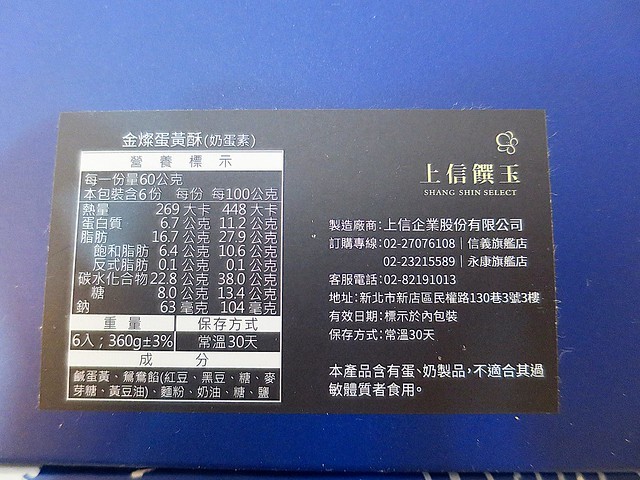 金燦蛋黃酥(奶蛋素)
營養標示
每一份量60公克
本包裝含6份 每份 每100公克
熱量 269 大卡 448 大卡
蛋白質 6.7 公克 11.2 公克
脂肪 16.7 公克 27.9 公克
飽和脂肪 6.4 公克 10.6 公克
反式脂肪 0.1 公克 0.1 公克
碳水化合物 22.8 公克 38.0 公克
糖 8.0 公克 13.4 公克
鈉 63 毫克 104 毫克
重量 保存方式
6入；360g±3% 常溫30天
成分
鹹蛋黃、鴛鴦餡(紅豆、黑豆、糖、麥
芽糖、黃豆油)、麵粉、奶油、糖、鹽
上信饌玉
SHANG SHIN SELECT
製造廠商：上信企業股份有限公司
訂購專線：02-27076108｜信義旗艦店
02-23215589｜永康旗艦店
客服電話：02-82191013
地址：新北市新店區民權路130巷3號3樓
有效日期：標示於內包裝
保存方式：常溫30天
本產品含有蛋、奶製品，不適合其過
敏體質者食用。